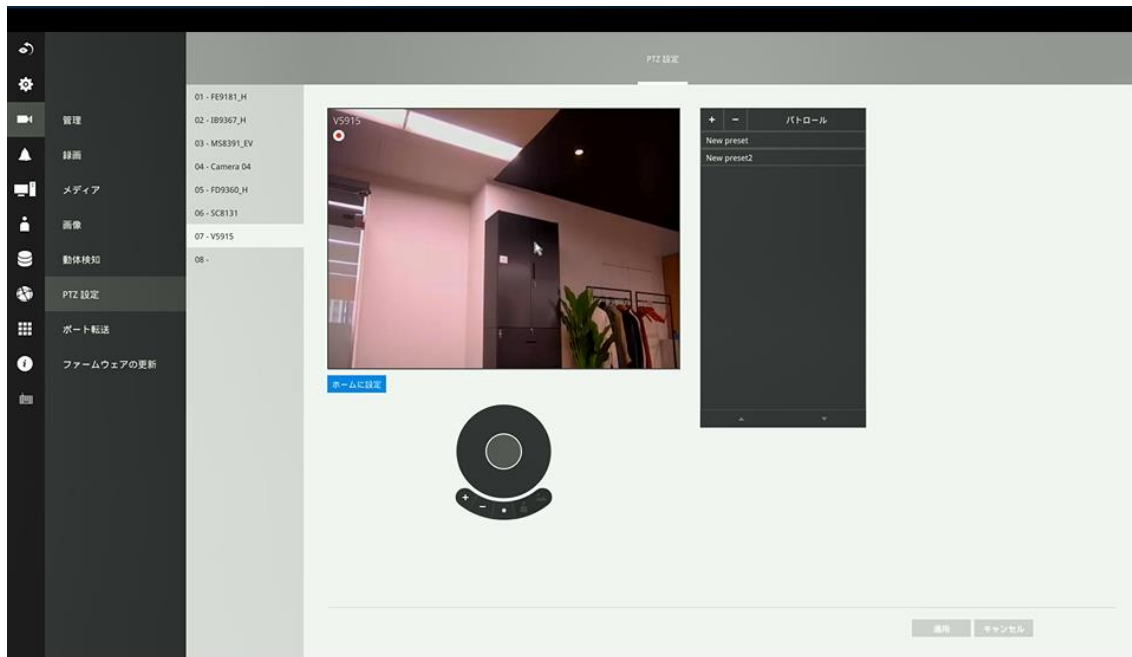 PTZ 設定
管理
録画
メディア
画像
動体検知
PTZ 設定
ポート転送
ファームウェアの更新
01 - FE9181_H
02 - IB9367_H
03 - MS8391_EV
04 - Camera 04
05 - FD9360_H
06 - SC8131
07 - V5915
08 -
V5915
ホームに設定
+ - パトロール
New preset
New preset2
+ -
適用 キャンセル